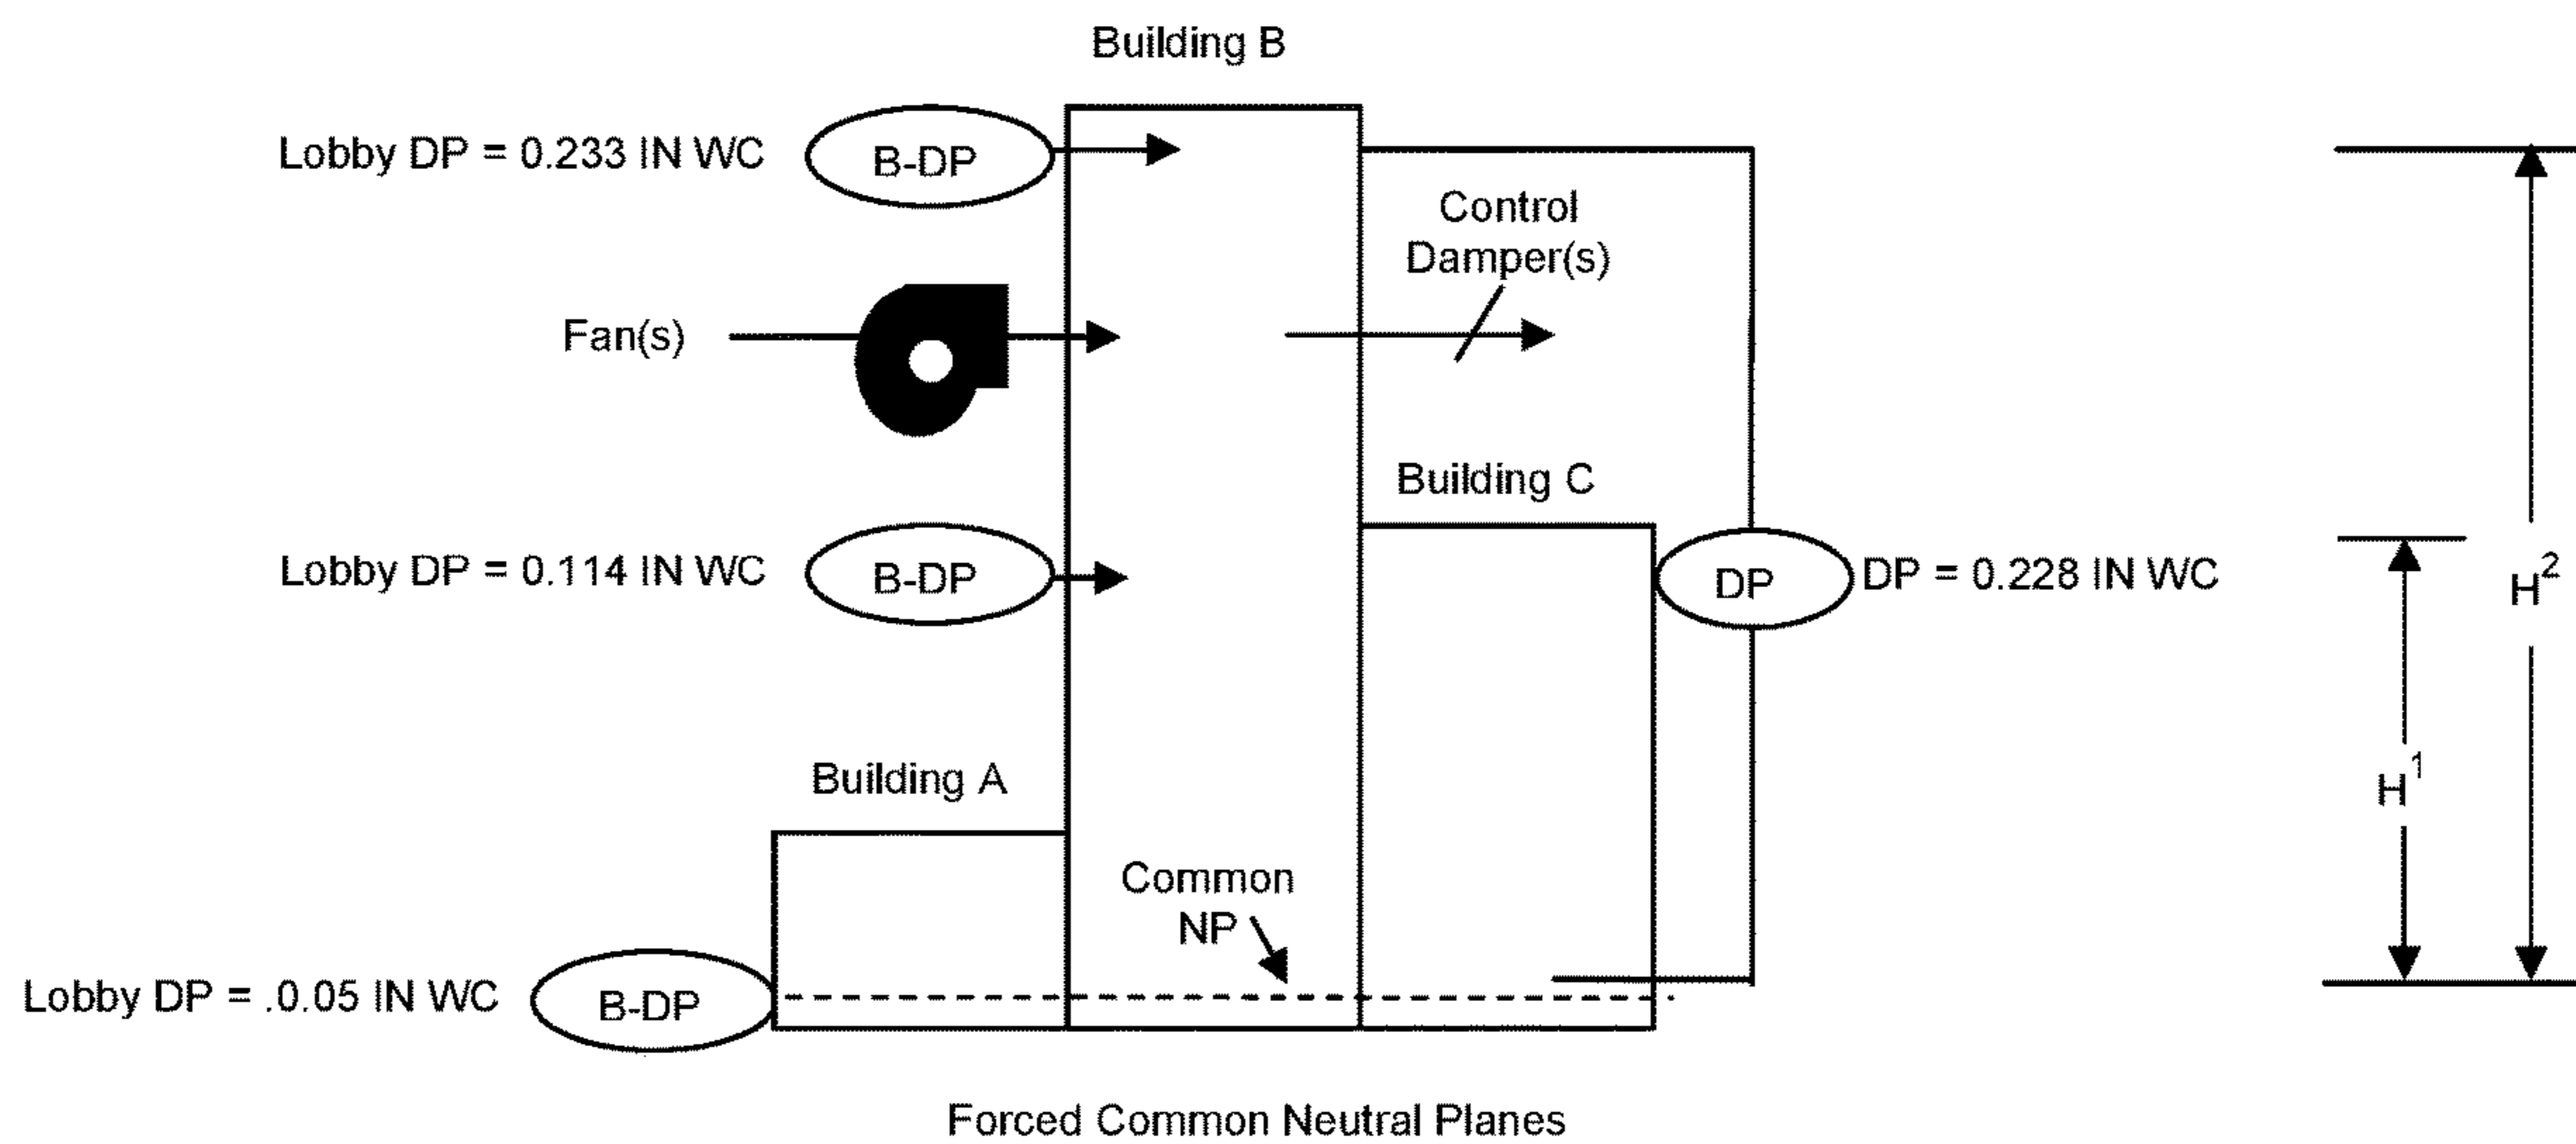 Building B
Lobby DP = 0.233 IN WC
B-DP
Control
Damper(s)
Fan(s)
Building C
Lobby DP = 0.114 IN WC
B-DP
DP
DP = 0.228 IN WC
H²
H¹
Building A
Common
NP
Lobby DP = .0.05 IN WC
B-DP
Forced Common Neutral Planes